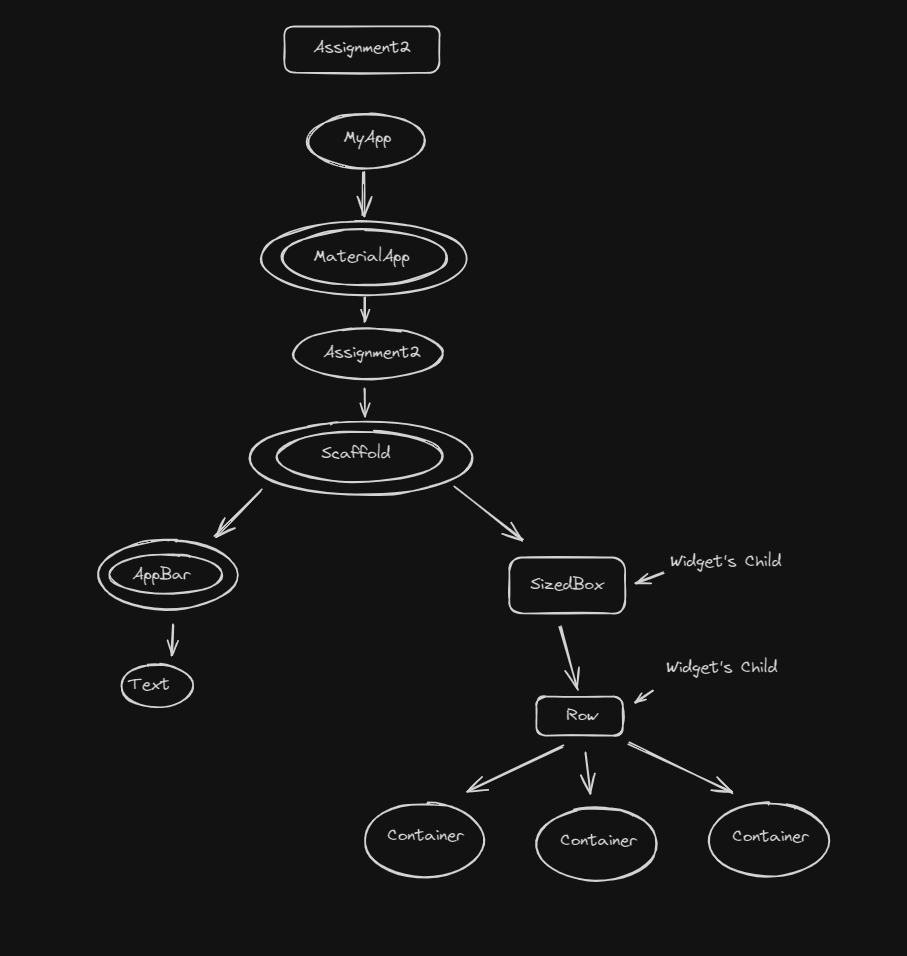 Assignment2
MyApp
MaterialApp
Assignment2
Scaffold
AppBar
SizedBox
Widget's Child
Text
Row
Widget's Child
Container
Container
Container